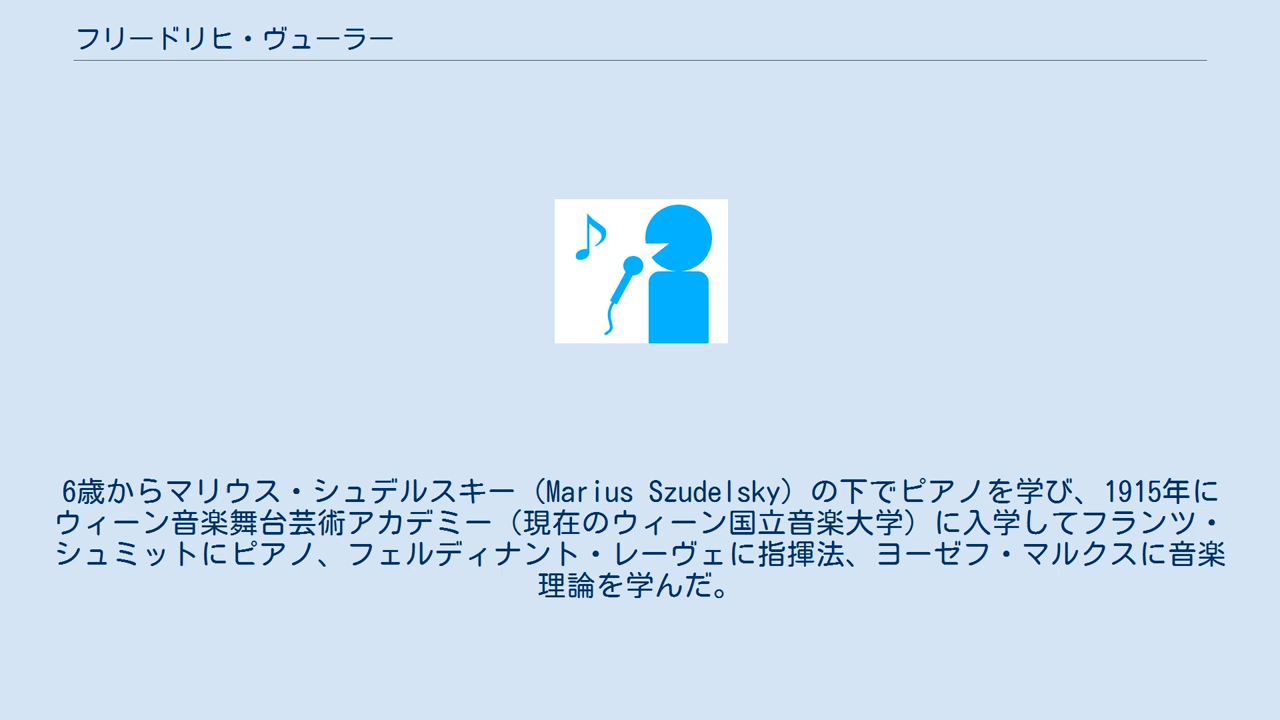 フリードリヒ・ヴューラー
6歳からマリウス・シュデルスキー（Marius Szudelsky）の下でピアノを学び、1915年に
ウィーン音楽舞台芸術アカデミー（現在のウィーン国立音楽大学）に入学してフランツ・
シュミットにピアノ、フェルディナント・レーヴェに指揮法、ヨーゼフ・マルクスに音楽
理論を学んだ。